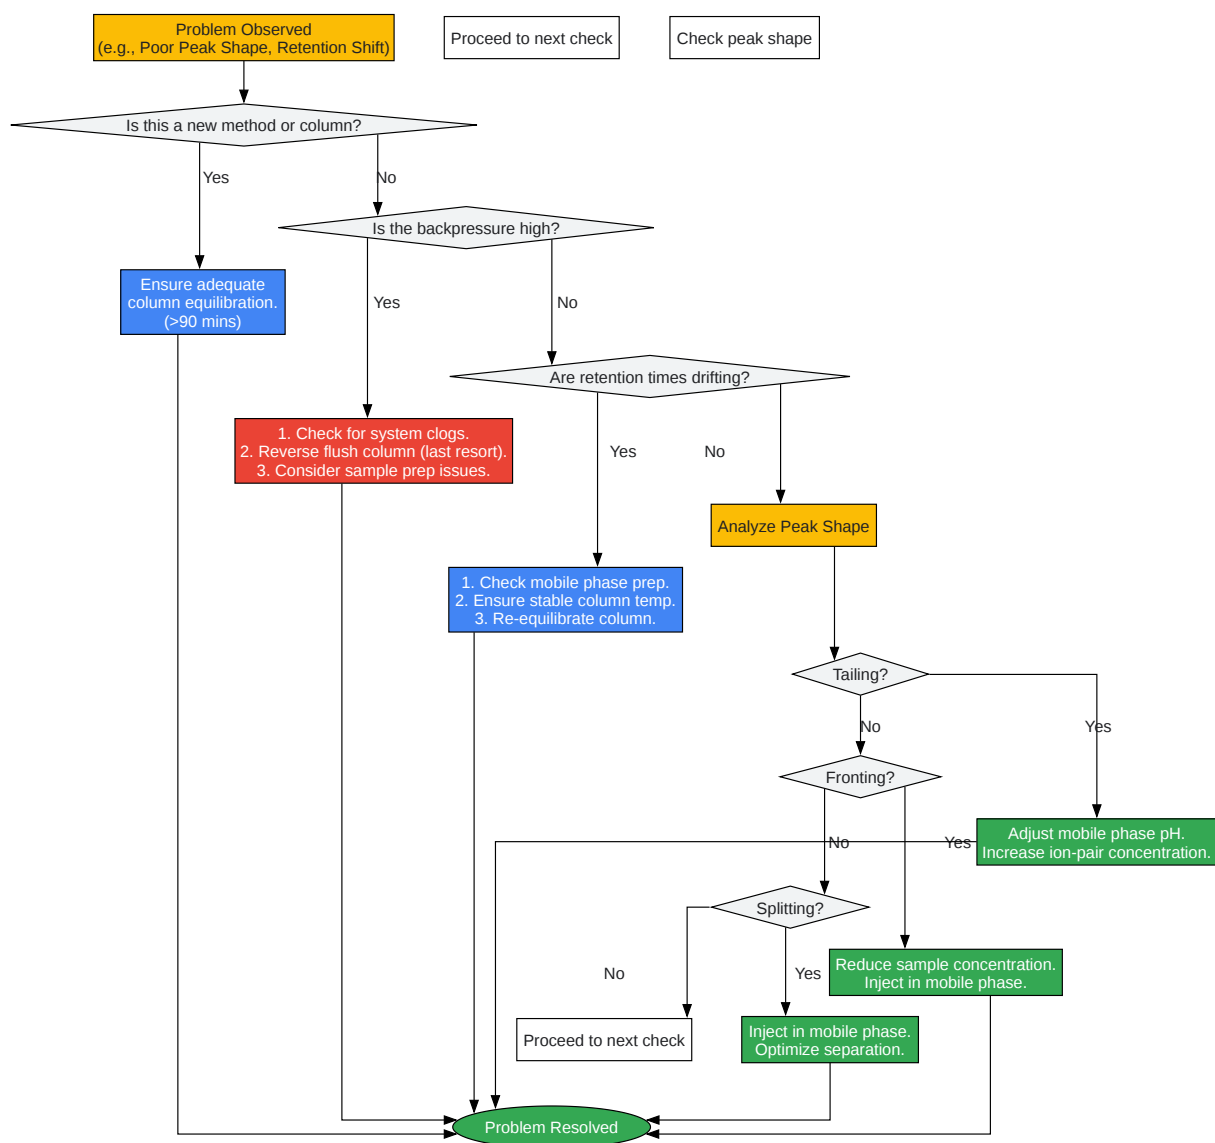 Problem Observed
(e.g., Poor Peak Shape, Retention Shift)
Proceed to next check
Check peak shape
Is this a new method or column?
Yes
No
Is the backpressure high?
Ensure adequate
column equilibration.
(>90 mins)
Yes
No
Are retention times drifting?
1. Check for system clogs.
2. Reverse flush column (last resort).
3. Consider sample prep issues.
Yes
No
Analyze Peak Shape
1. Check mobile phase prep.
2. Ensure stable column temp.
3. Re-equilibrate column.
Tailing?
No
Yes
Fronting?
No
Yes
Adjust mobile phase pH.
Increase ion-pair concentration.
Splitting?
No
Yes
Reduce sample concentration.
Inject in mobile phase.
Proceed to next check
Inject in mobile phase.
Optimize separation.
Problem Resolved